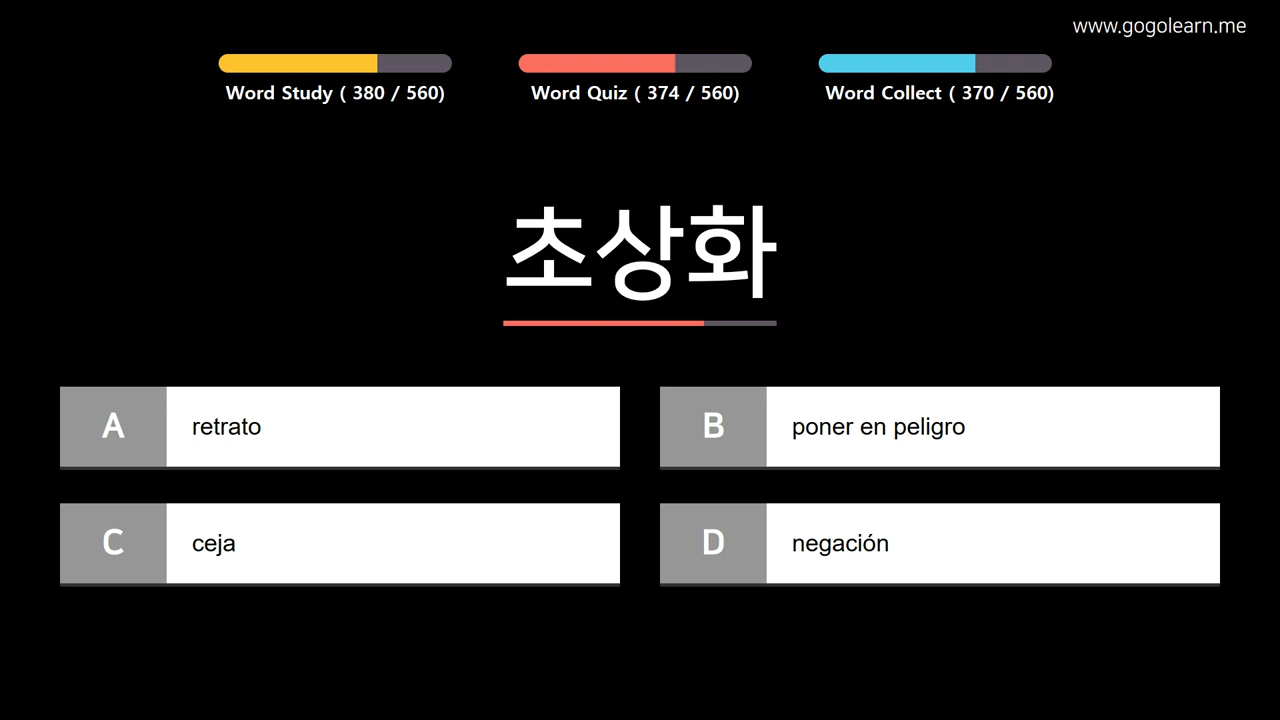 www.gogolearn.me
Word Study ( 380 / 560)
Word Quiz ( 374 / 560)
Word Collect ( 370 / 560)
초상화
A retrato
B poner en peligro
C ceja
D negación